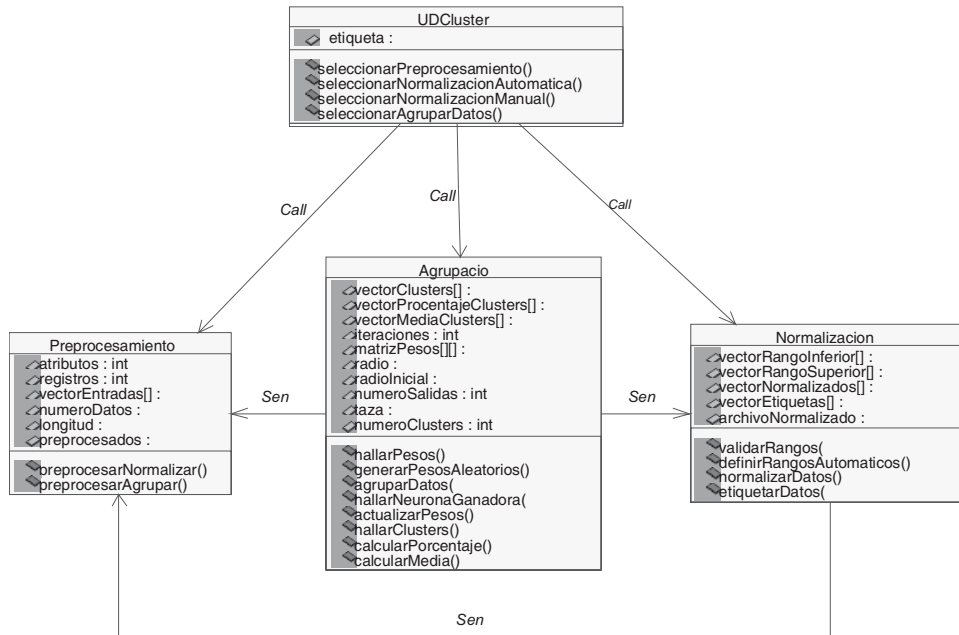 UDCluster
etiqueta :
seleccionarPreprocesamiento()
seleccionarNormalizacionAutomatica()
seleccionarNormalizacionManual()
seleccionarAgruparDatos()
Call
Call
Call
Agrupacio
vectorClusters[] :
vectorProcentajeClusters[] :
vectorMediaClusters[] :
iteraciones : int
matrizPesos[][] :
radio :
radioInicial :
numeroSalidas : int
taza :
numeroClusters : int
hallarPesos()
generarPesosAleatorios()
agruparDatos(
hallarNeuronaGanadora(
actualizarPesos()
hallarClusters()
calcularPorcentaje()
calcularMedia()
Preprocesamiento
atributos : int
registros : int
vectorEntradas[] :
numeroDatos :
longitud :
preprocesados :
preprocesarNormalizar()
preprocesarAgrupar()
Sen
Sen
Normalizacion
vectorRangoInferior[] :
vectorRangoSuperior[] :
vectorNormalizados[] :
vectorEtiquetas[] :
archivoNormalizado :
validarRangos(
definirRangosAutomaticos()
normalizarDatos()
etiquetarDatos(
Sen